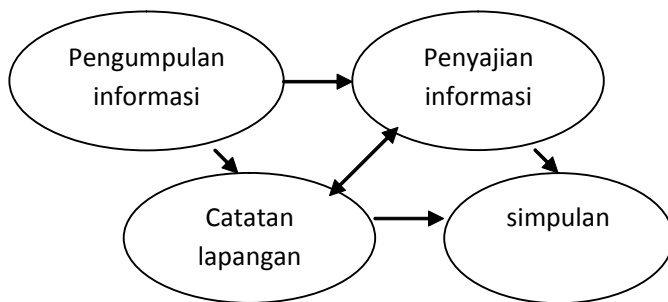 Pengumpulan
informasi
Penyajian
informasi
Catatan
lapangan
simpulan